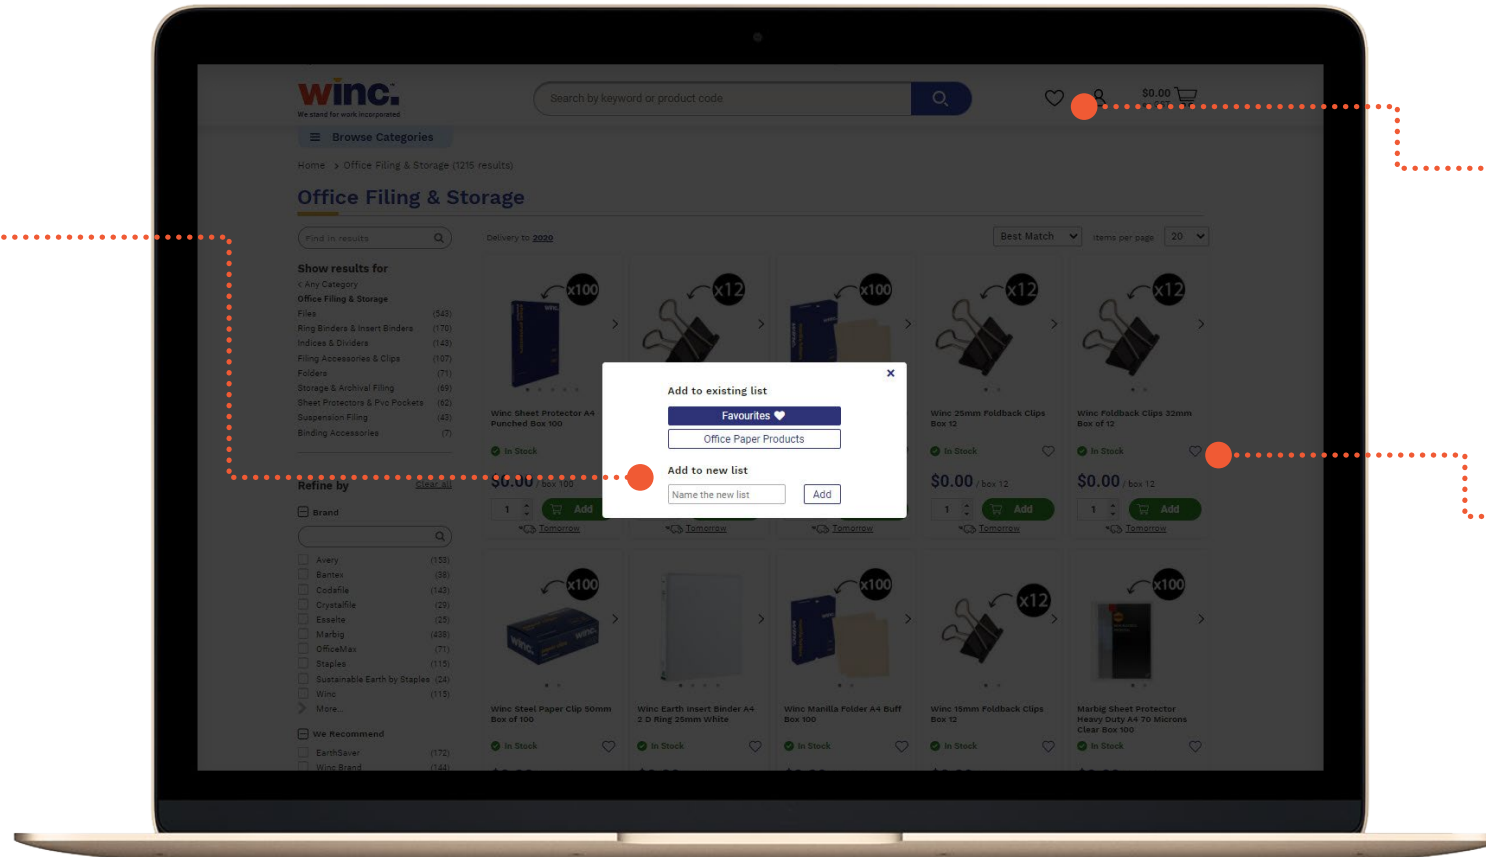 winc.
We stand for work incorporated
Search by keyword or product code
$0.00
Browse Categories
Home > Office Filing & Storage (1215 results)
Office Filing & Storage
Find in results
Delivery to 2020
Best Match
Items per page 20
Show results for
< Any Category
Office Filing & Storage
Files (543)
Ring Binders & Insert Binders (170)
Indices & Dividers (143)
Filing Accessories & Clips (107)
Folders (71)
Storage & Archival Filing (69)
Sheet Protectors & Pvc Pockets (62)
Suspension Filing (43)
Binding Accessories (7)
Refine by Clear all
Brand
Avery (153)
Bantex (38)
Codafile (143)
Crystalfile (29)
Esselte (25)
Marbig (438)
OfficeMax (71)
Staples (115)
Sustainable Earth by Staples (24)
Winc (115)
More...
We Recommend
EarthSaver (172)
Winc Brand (244)
x100
x12
x100
x12
x12
Winc Sheet Protector A4
Punched Box 100
In Stock
$0.00 / box 100
1 Add
Tomorrow
Tomorrow
Tomorrow
Winc 25mm Foldback Clips
Box 12
In Stock
$0.00 / box 12
1 Add
Tomorrow
Winc Foldback Clips 32mm
Box of 12
In Stock
$0.00 / box 12
1 Add
Tomorrow
×
Add to existing list
Favourites
Office Paper Products
Add to new list
Name the new list
Add
x100
x100
x12
x100
winc.
winc.
Winc Steel Paper Clip 50mm
Box of 100
In Stock
Winc Earth Insert Binder A4
2 D Ring 25mm White
In Stock
Winc Manilla Folder A4 Buff
Box 100
In Stock
Winc 15mm Foldback Clips
Box 12
In Stock
Marbig Sheet Protector
Heavy Duty A4 70 Microns
Clear Box 100
In Stock